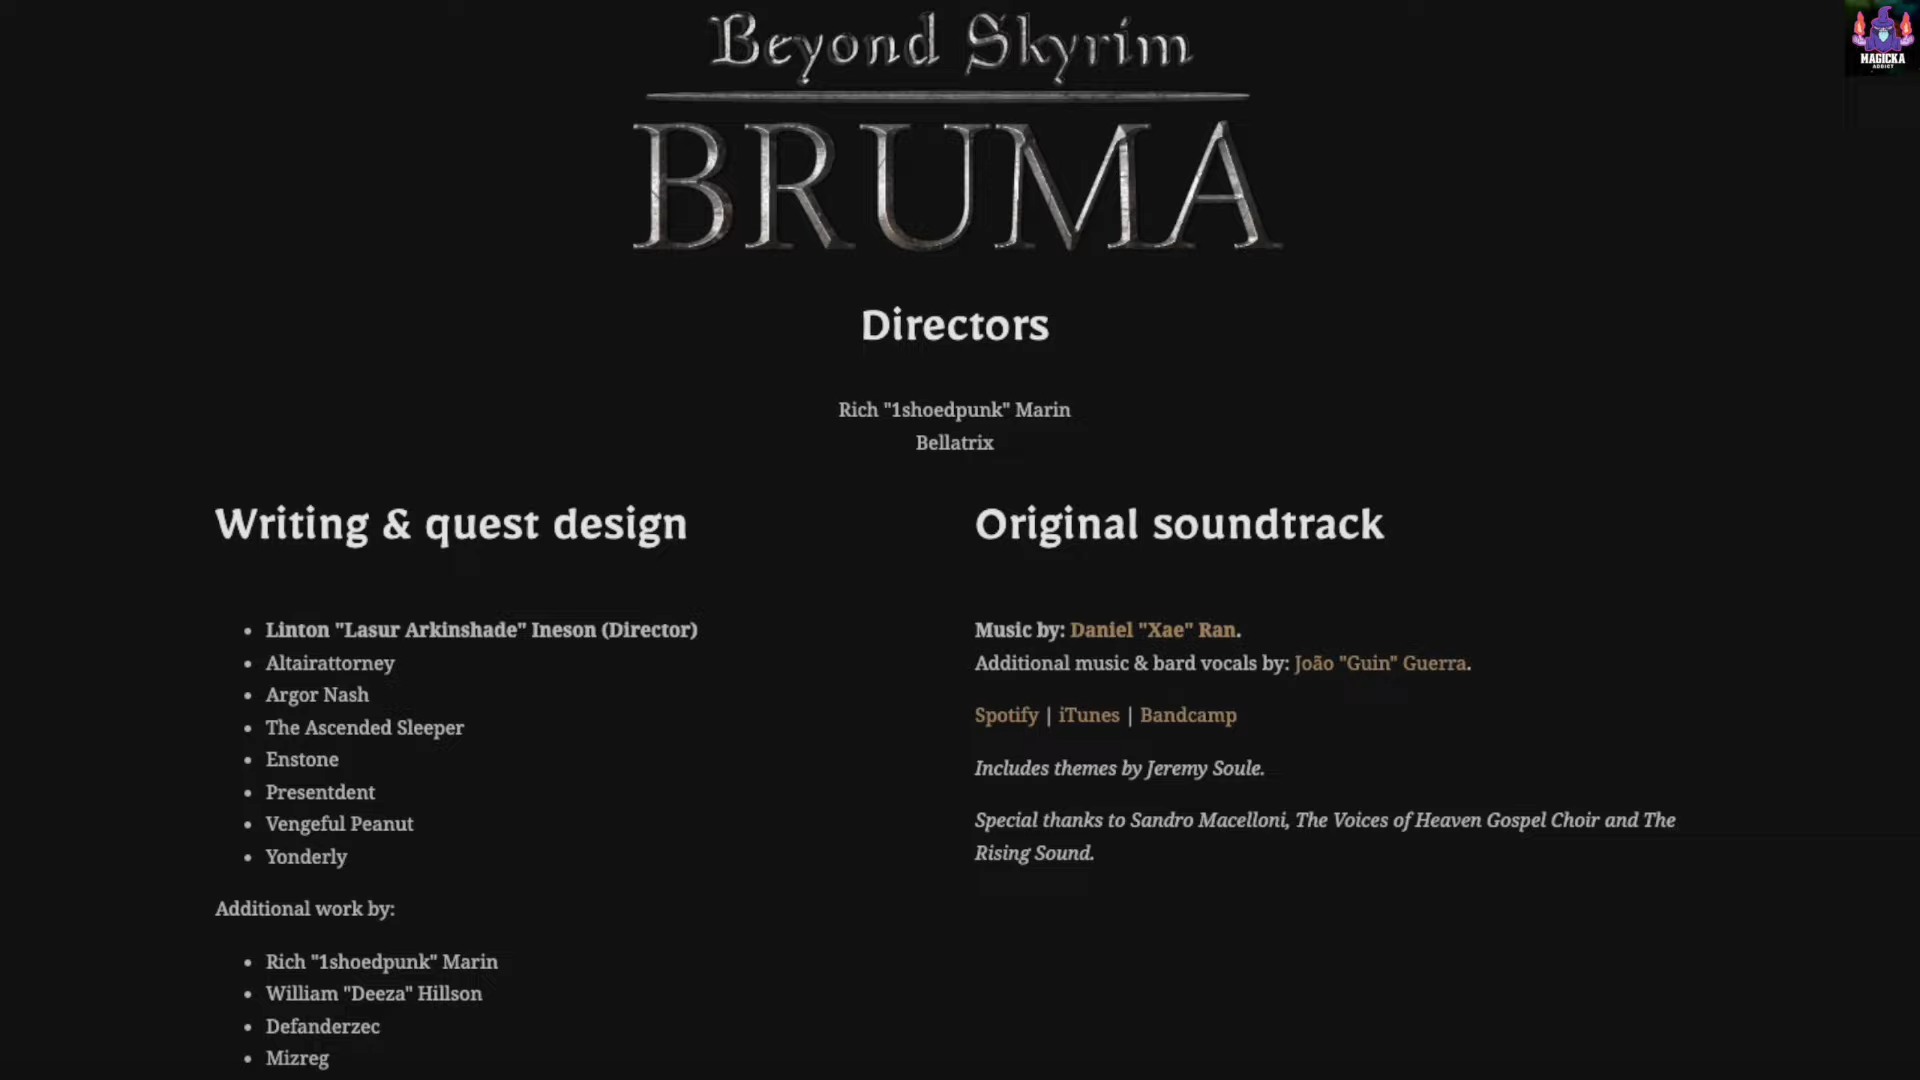 Beyond Skyrim
BRUMA
MAGICKA
ADDICT
Directors
Rich "1shoedpunk" Marin
Bellatrix
Writing & quest design
• Linton "Lasur Arkinshade" Ineson (Director)
• Altairattorney
• Argor Nash
• The Ascended Sleeper
• Enstone
• Presentdent
• Vengeful Peanut
• Yonderly
Additional work by:
• Rich "1shoedpunk" Marin
• William "Deeza" Hillson
• Defanderzec
• Mizreg
Original soundtrack
Music by: Daniel "Xae" Ran.
Additional music & bard vocals by: João "Guin" Guerra.
Spotify | iTunes | Bandcamp
Includes themes by Jeremy Soule.
Special thanks to Sandro Macelloni, The Voices of Heaven Gospel Choir and The
Rising Sound.